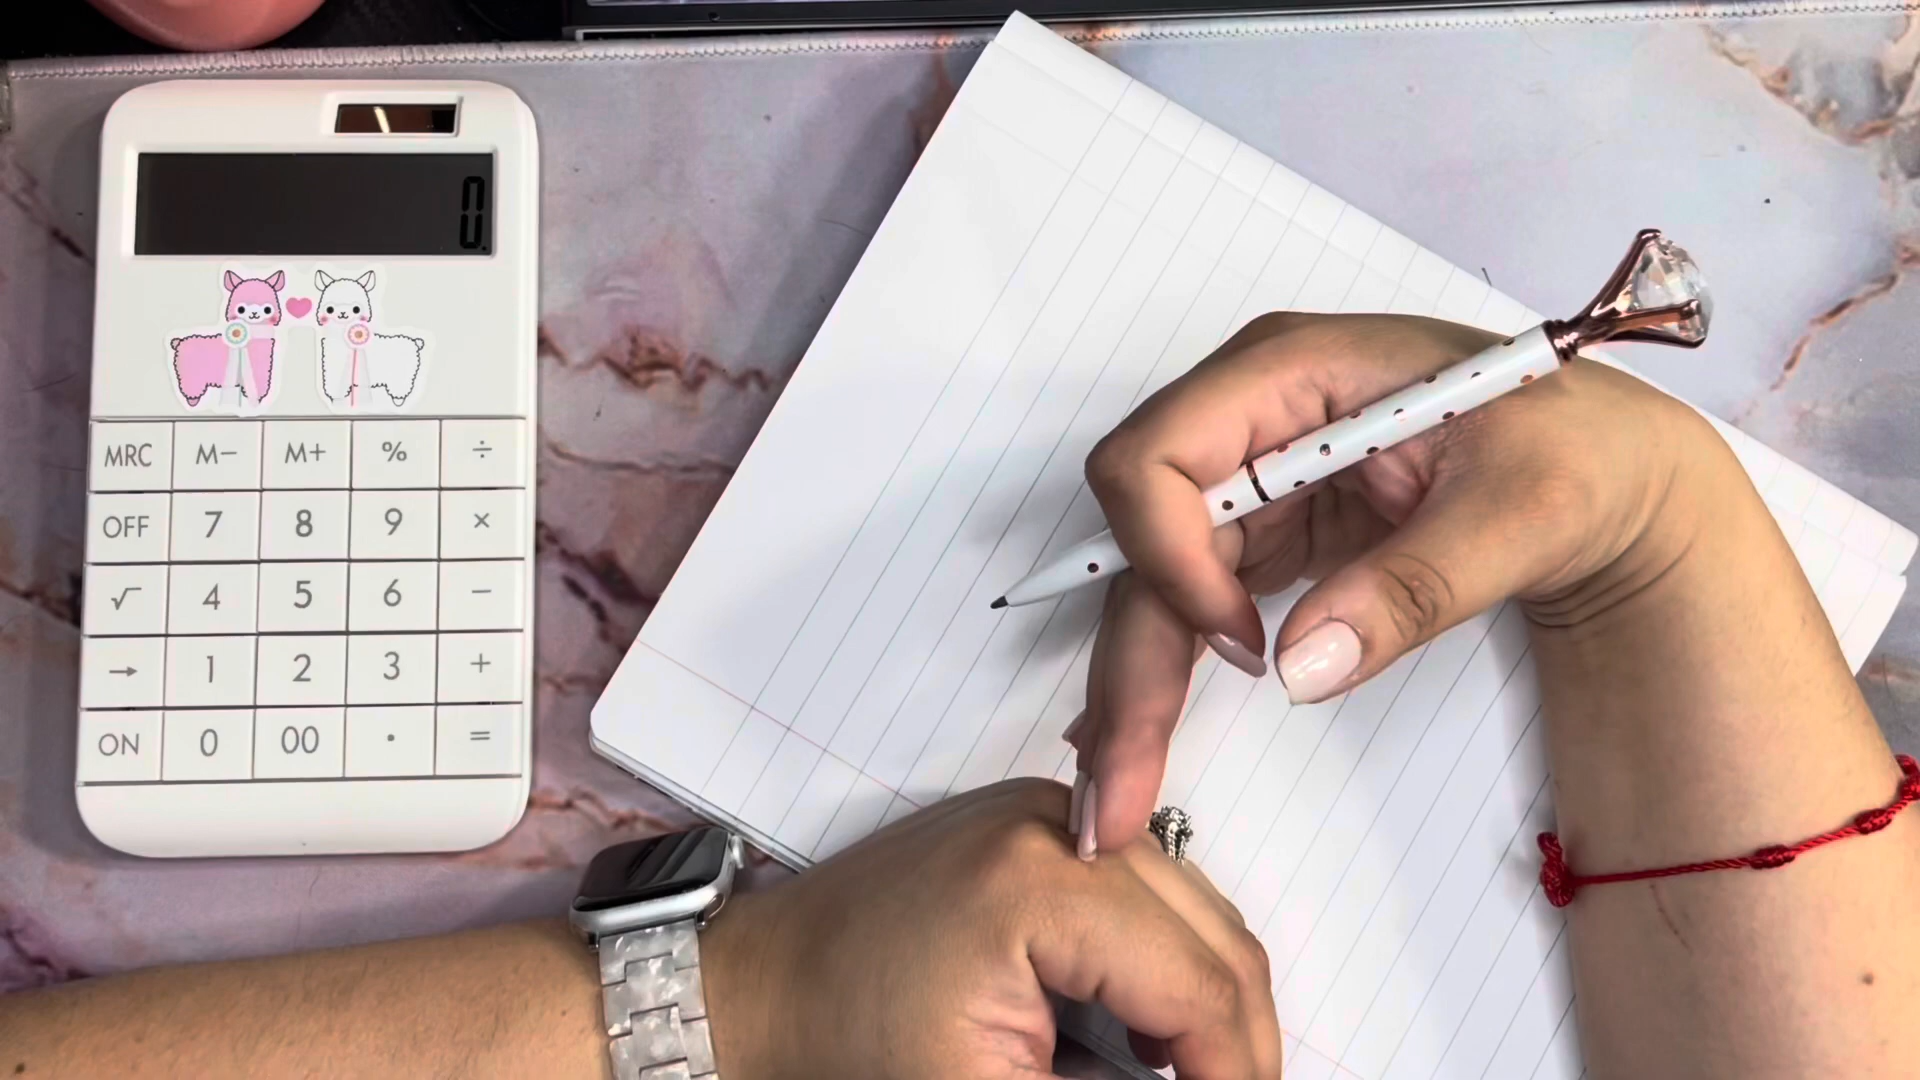 0.
MRC M− M+ % ÷
OFF 7 8 9 ×
√ 4 5 6 −
→ 1 2 3 +
ON 0 00 . =